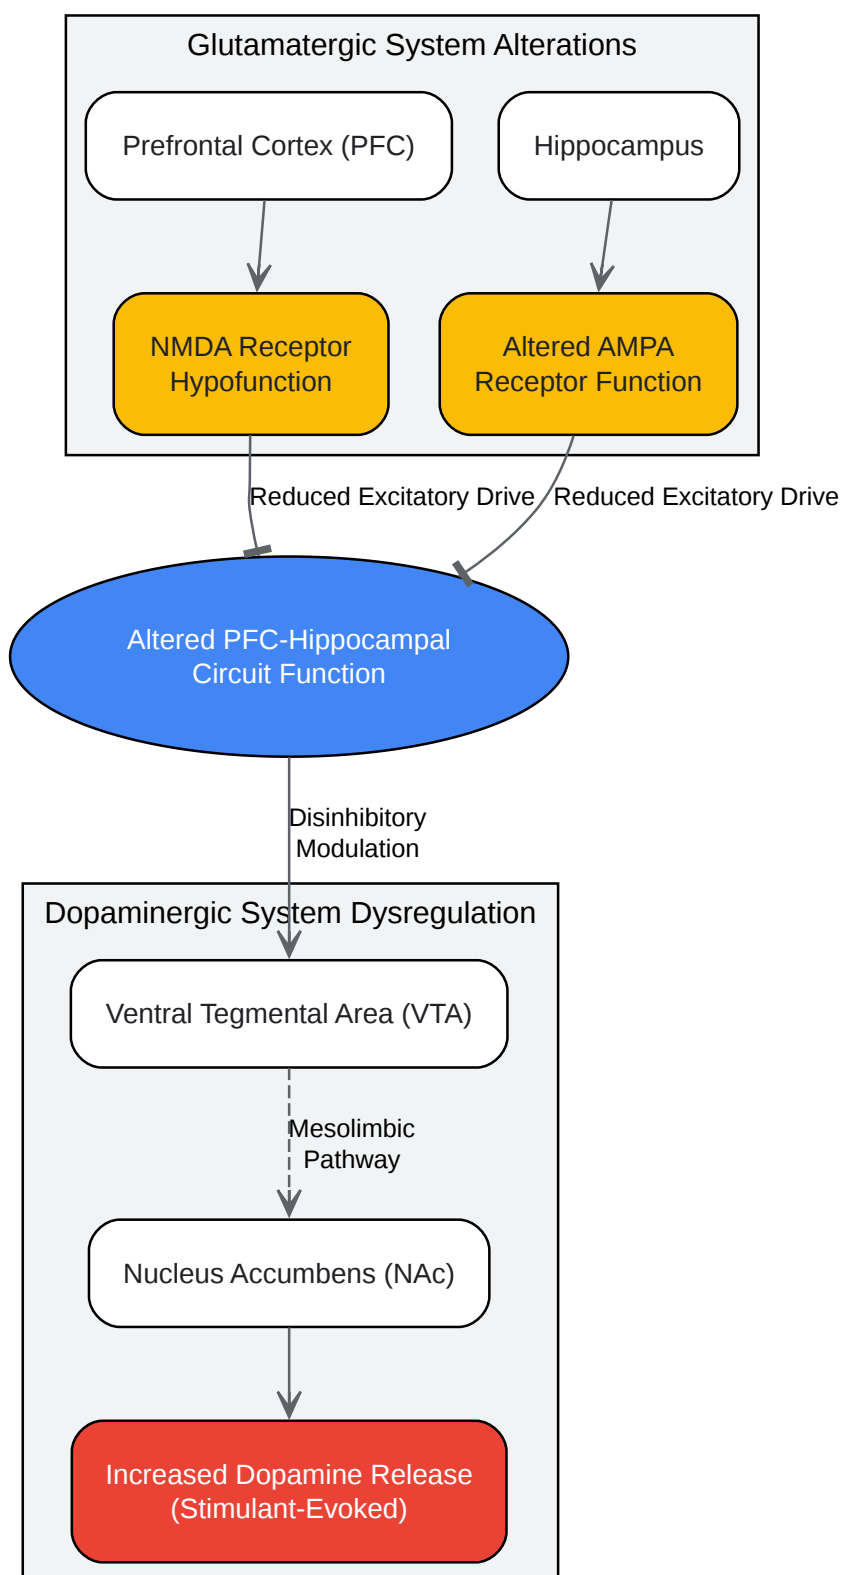 Glutamatergic System Alterations
Prefrontal Cortex (PFC)
Hippocampus
NMDA Receptor
Hypofunction
Altered AMPA
Receptor Function
Reduced Excitatory Drive
Reduced Excitatory Drive
Altered PFC-Hippocampal
Circuit Function
Disinhibitory
Modulation
Dopaminergic System Dysregulation
Ventral Tegmental Area (VTA)
Mesolimbic
Pathway
Nucleus Accumbens (NAc)
Increased Dopamine Release
(Stimulant-Evoked)